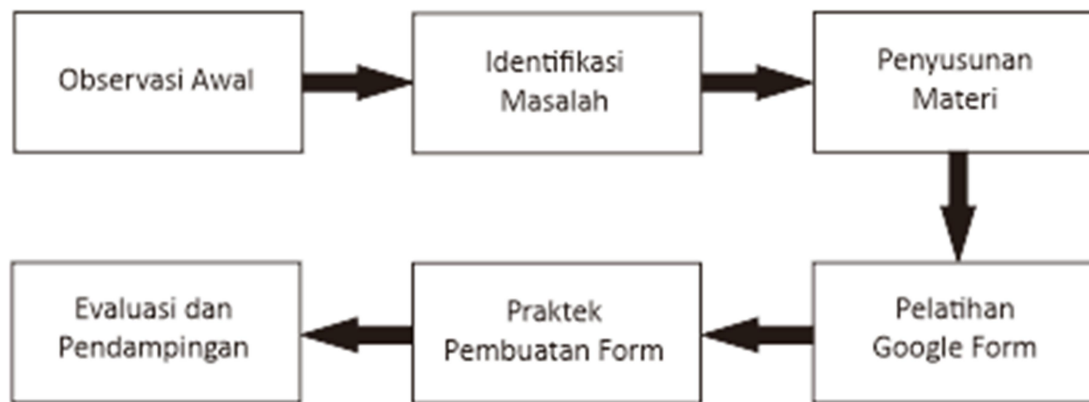 Observasi Awal
Identifikasi
Masalah
Penyusunan
Materi
Pelatihan
Google Form
Praktek
Pembuatan Form
Evaluasi dan
Pendampingan